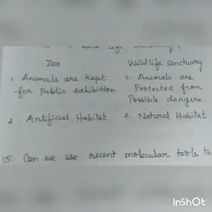 Zoo
Wildlife Sanctuary
1. Animals are kept
for Public exhibition
1. Animals are
Protected from
Possible dangers
2. Artificial Habitat
2. Natural Habitat
15. Can we use recent molecular tools to
InShOt